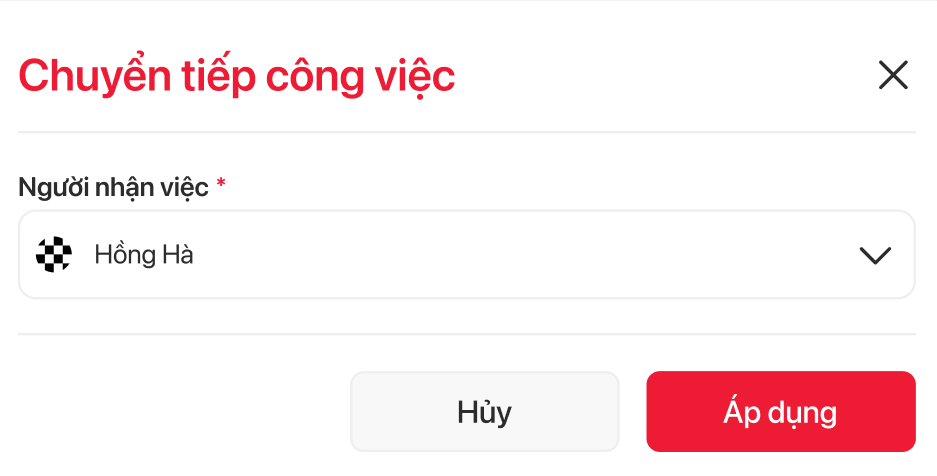 Chuyển tiếp công việc
Người nhận việc *
Hồng Hà
Hủy
Áp dụng